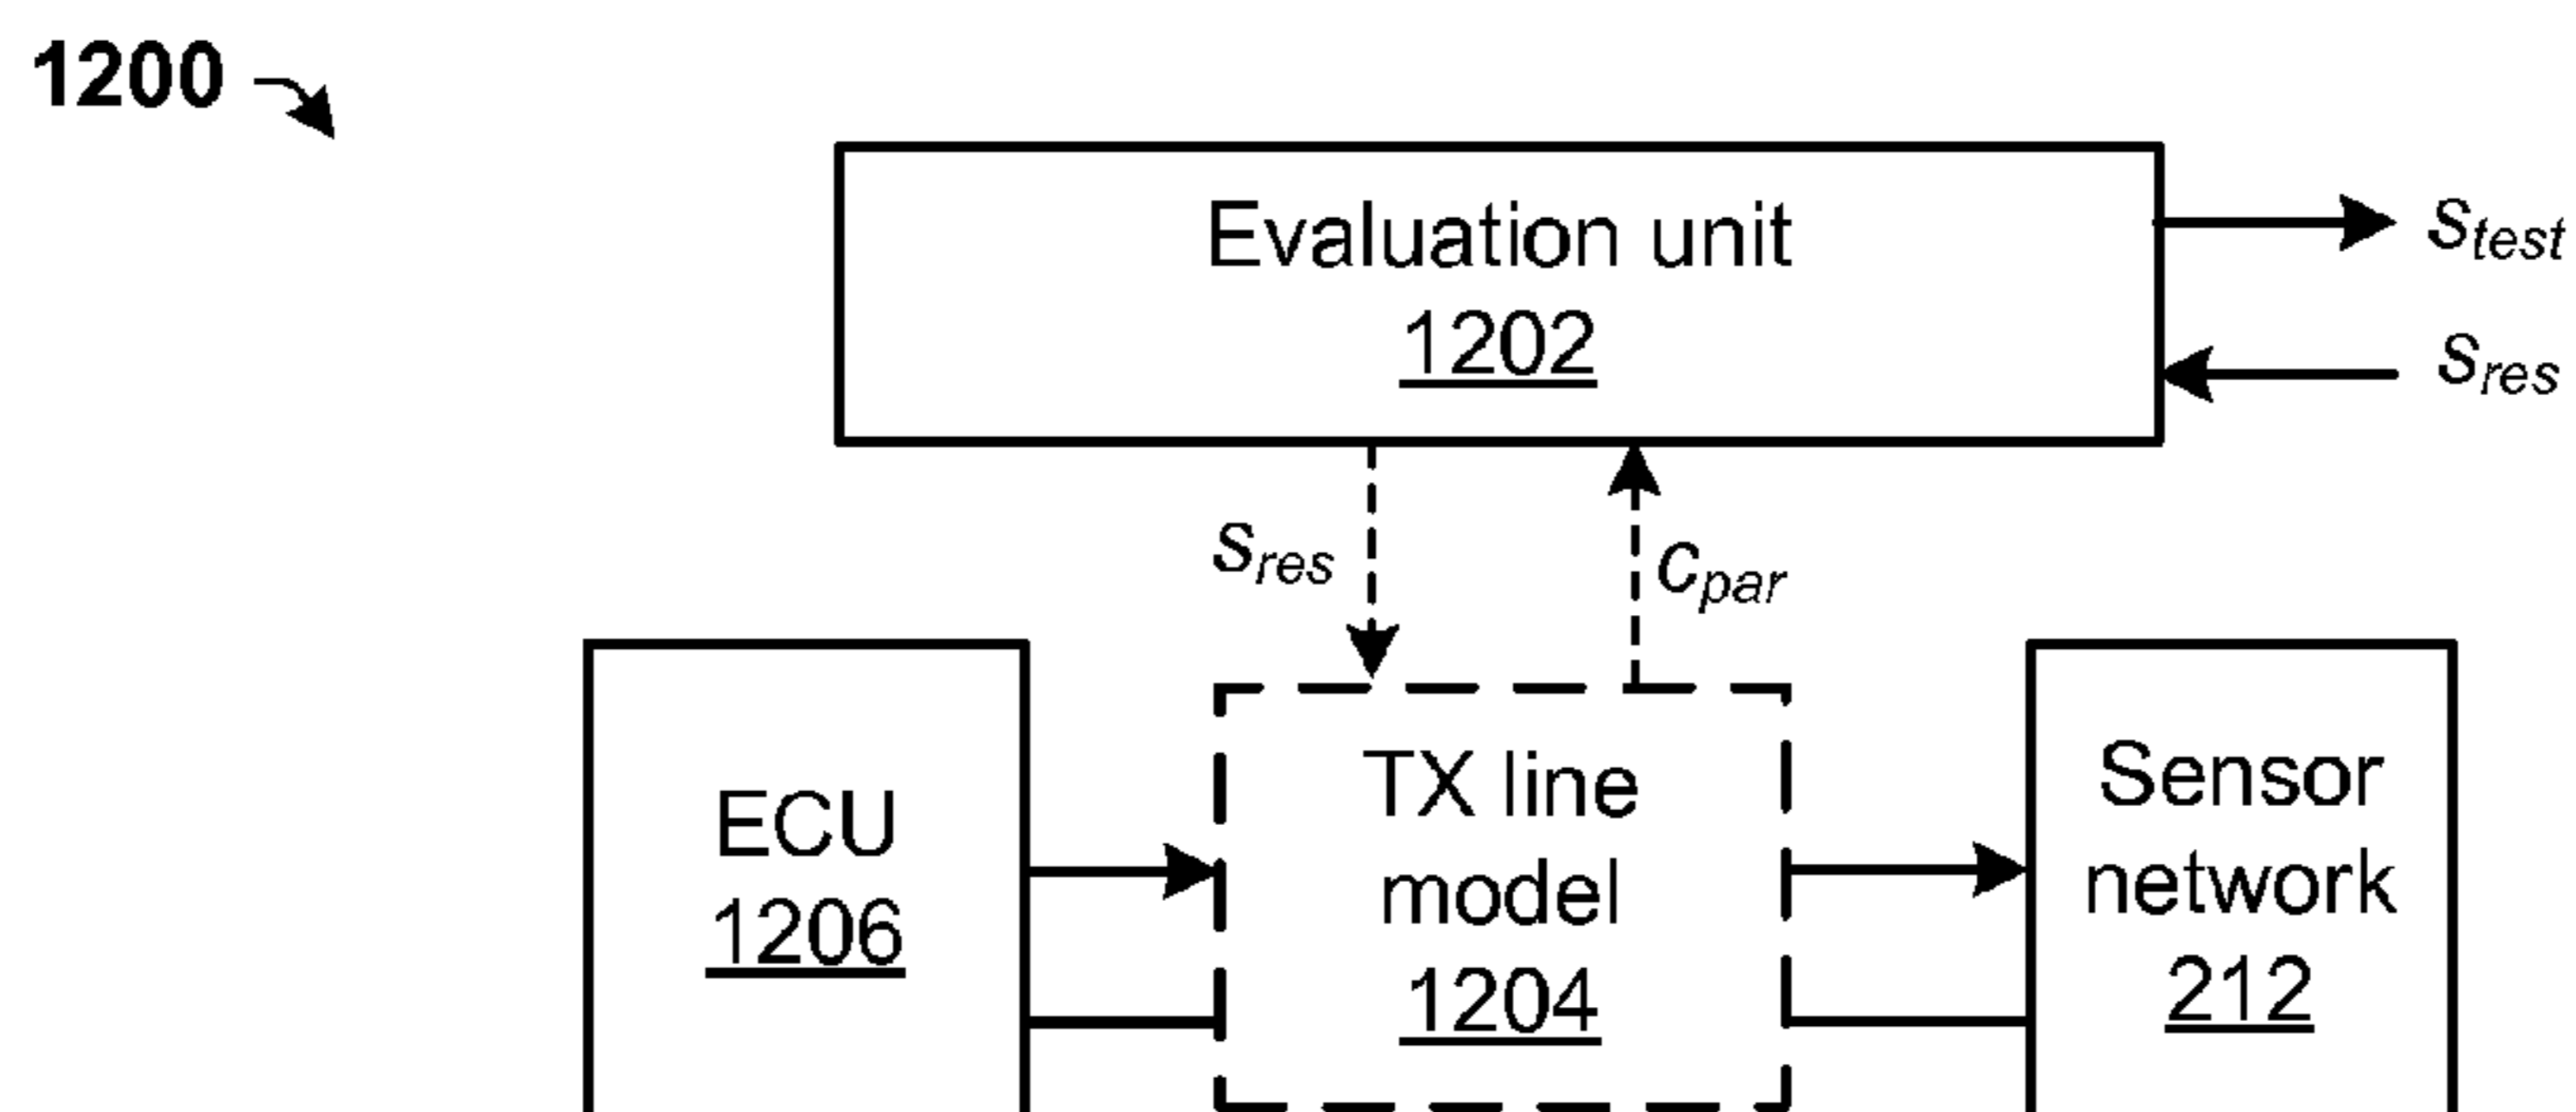 1200
Evaluation unit
1202
Stest
Sres
Sres
Cpar
ECU
1206
TX line
model
1204
Sensor
network
212